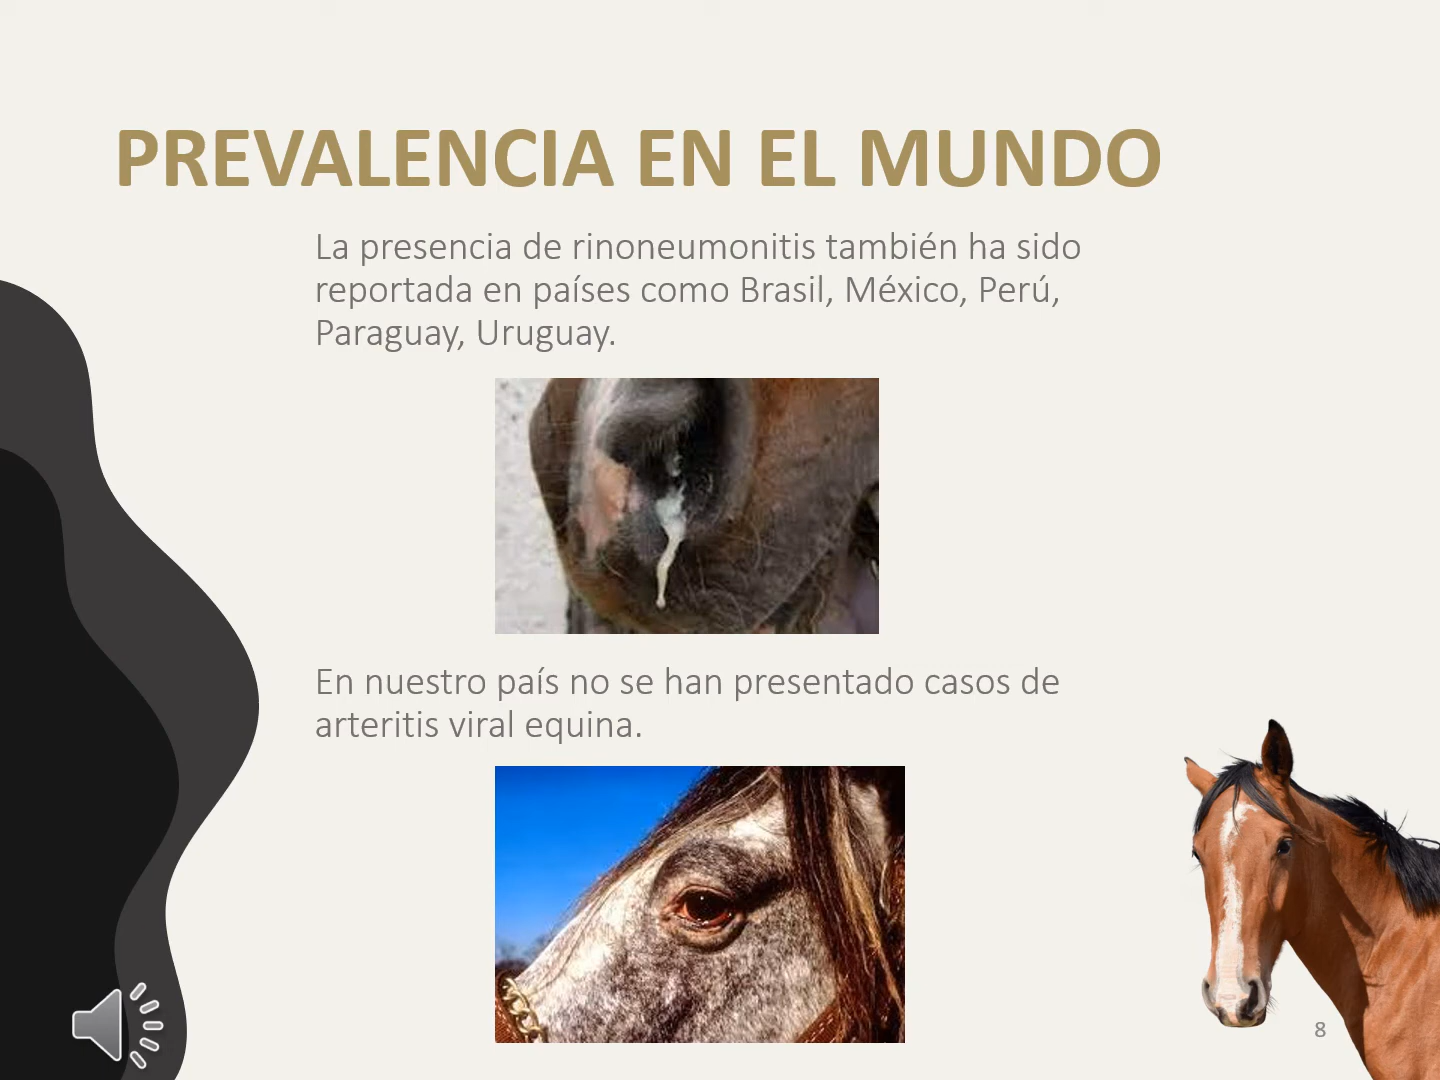 PREVALENCIA EN EL MUNDO
La presencia de rinoneumonitis también ha sido
reportada en países como Brasil, México, Perú,
Paraguay, Uruguay.
En nuestro país no se han presentado casos de
arteritis viral equina.
8